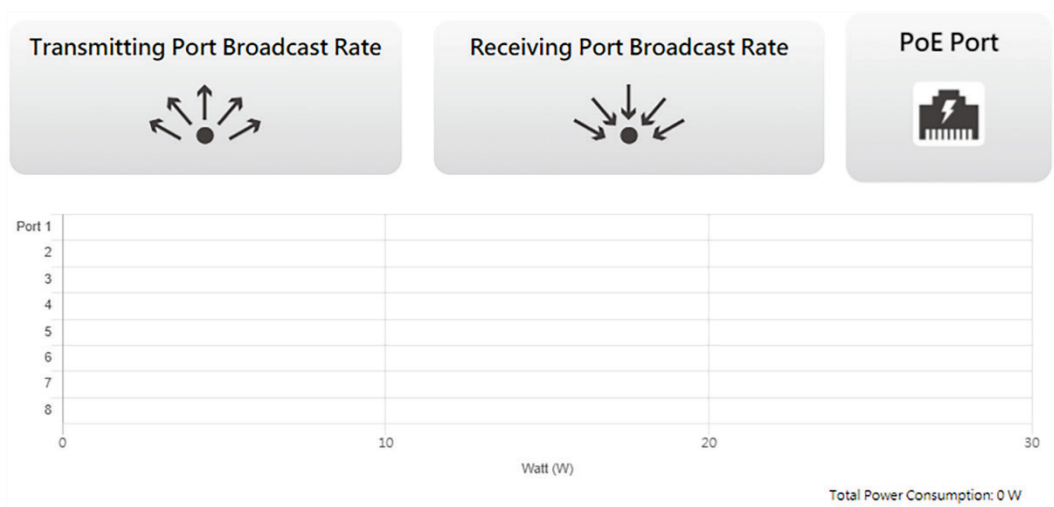 Transmitting Port Broadcast Rate
Receiving Port Broadcast Rate
PoE Port
Port 1
2
3
4
5
6
7
8
0 10 20 30
Watt (W)
Total Power Consumption: 0 W